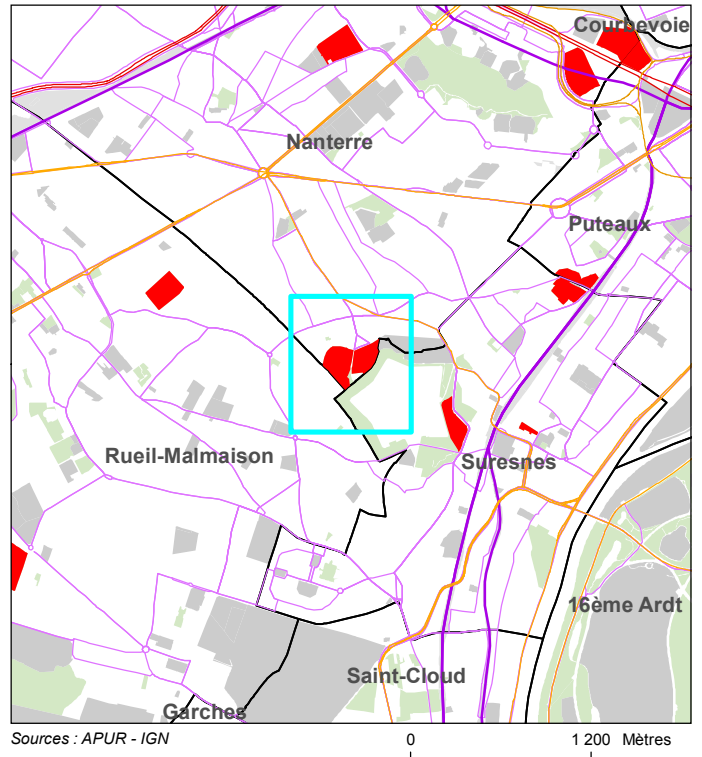 Courbevoie
Nanterre
Puteaux
Rueil-Malmaison
Suresnes
16ème Ardt
Saint-Cloud
Garches
Sources : APUR - IGN
0 1 200 Mètres